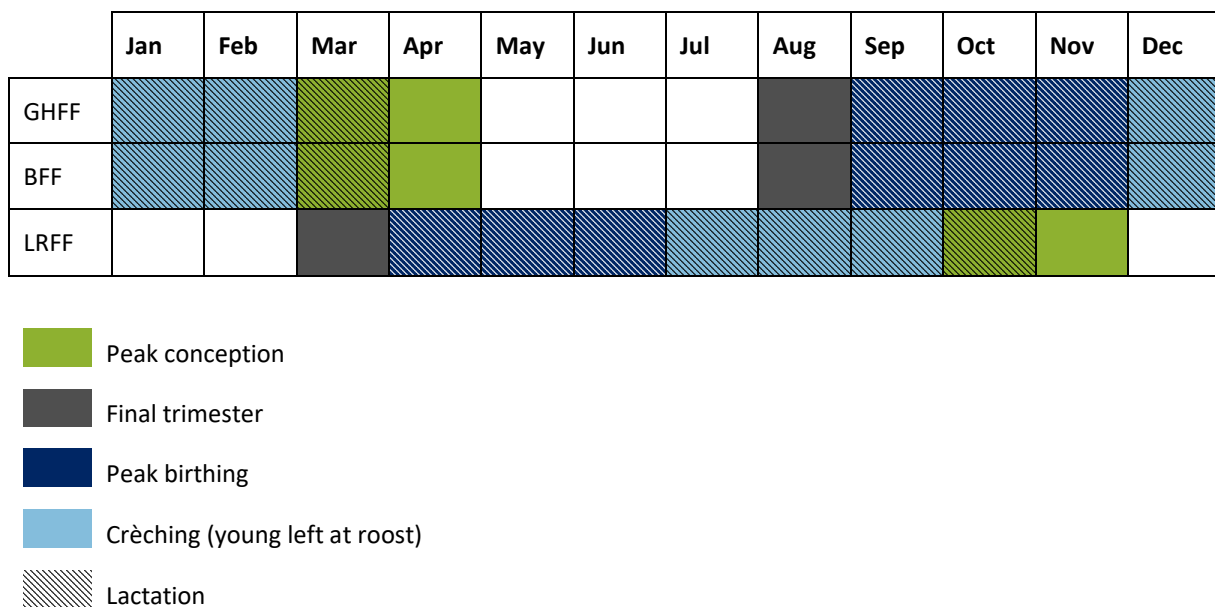 Jan Feb Mar Apr May Jun Jul Aug Sep Oct Nov Dec
GHFF
BFF
LRFF
Peak conception
Final trimester
Peak birthing
Crèching (young left at roost)
Lactation